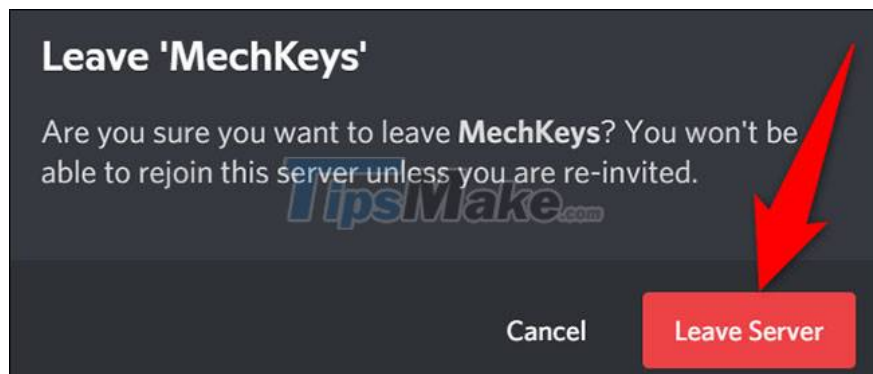 Leave 'MechKeys'
Are you sure you want to leave MechKeys? You won't be
able to rejoin this server unless you are re-invited.
TipsMake.com
Cancel
Leave Server